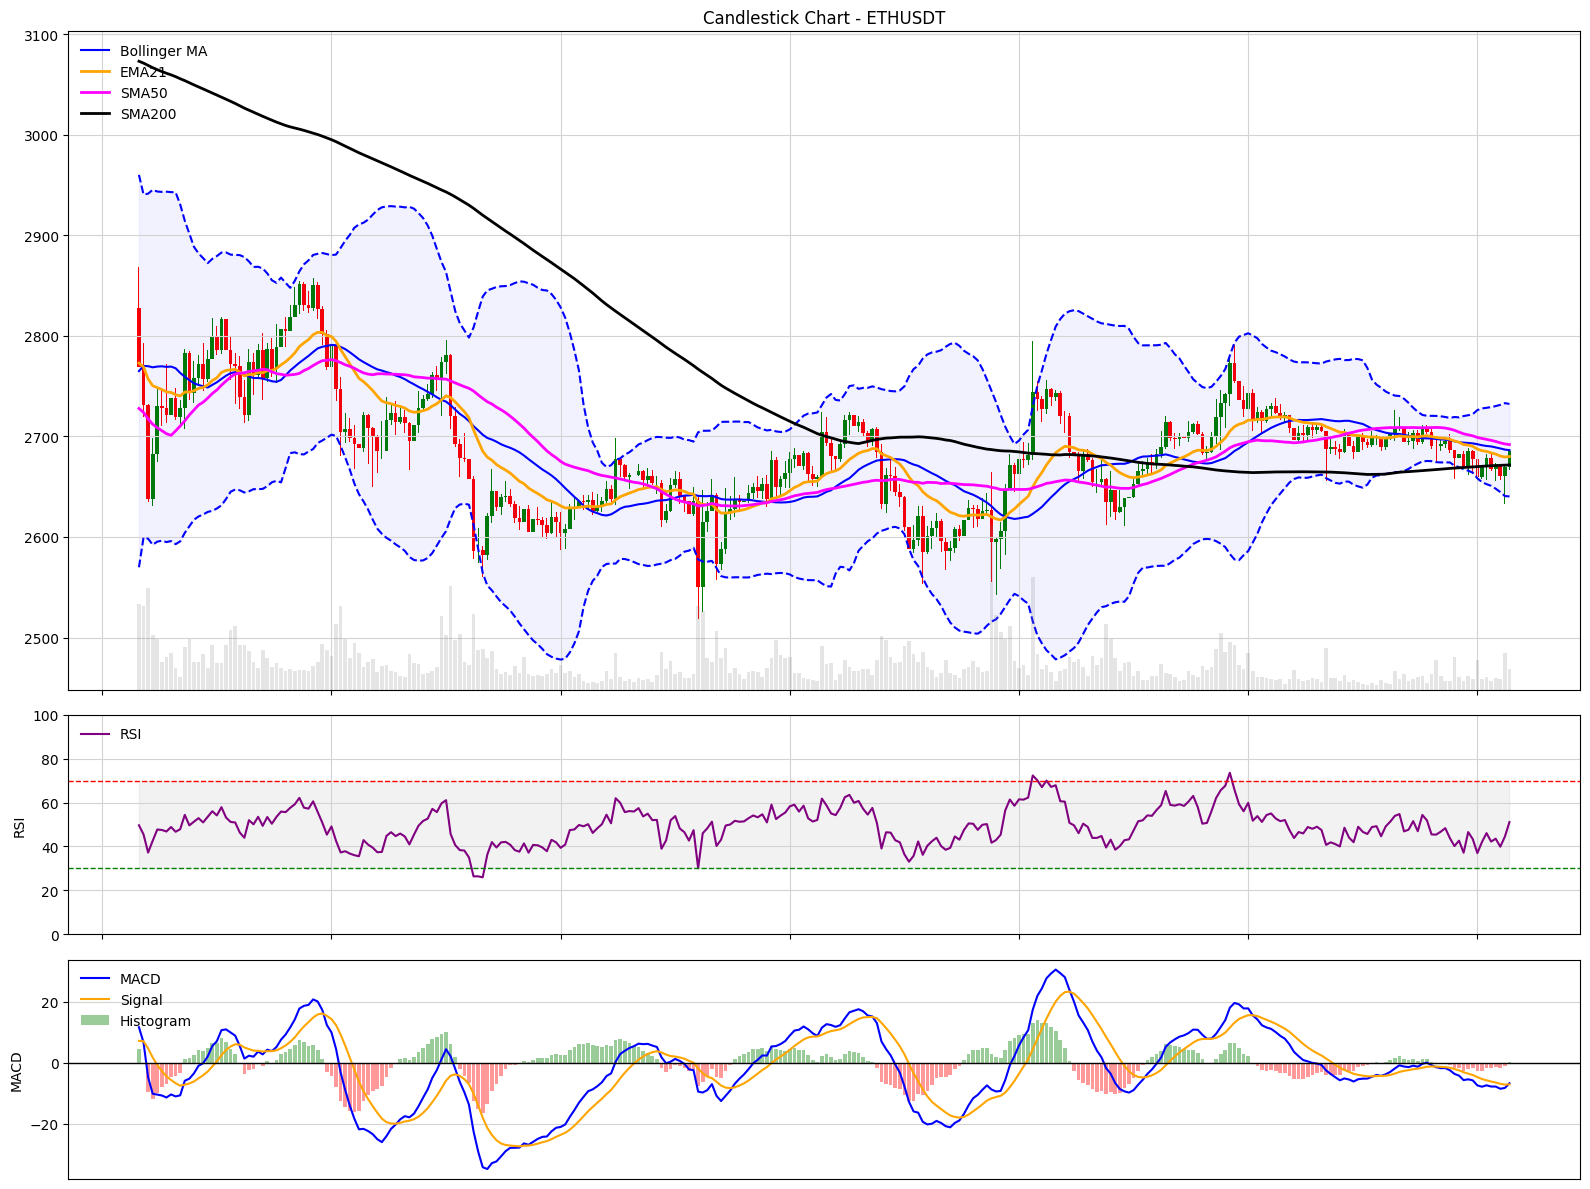 Candlestick Chart - ETHUSDT
3100
Bollinger MA
EMA21
SMA50
SMA200
3000
2900
2800
2700
2600
2500
100
RSI
80
60
RSI
40
20
0
MACD
20
Signal
Histogram
0
MACD
−20